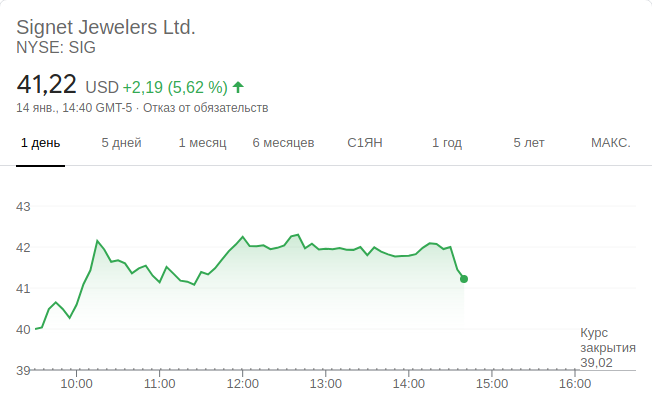 Signet Jewelers Ltd.
NYSE: SIG
41,22 USD +2,19 (5,62 %)
14 янв., 14:40 GMT-5 · Отказ от обязательств
1 день 5 дней 1 месяц 6 месяцев С1ЯН 1 год 5 лет МАКС.
43
42
41
40
Курс
закрытия
39,02
39
10:00 11:00 12:00 13:00 14:00 15:00 16:00